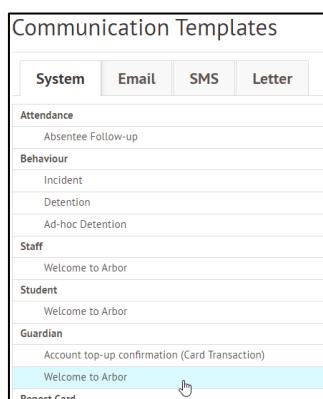 Communication Templates
System Email SMS Letter
Attendance
Absentee Follow-up
Behaviour
Incident
Detention
Ad-hoc Detention
Staff
Welcome to Arbor
Student
Welcome to Arbor
Guardian
Account top-up confirmation (Card Transaction)
Welcome to Arbor
Report Card